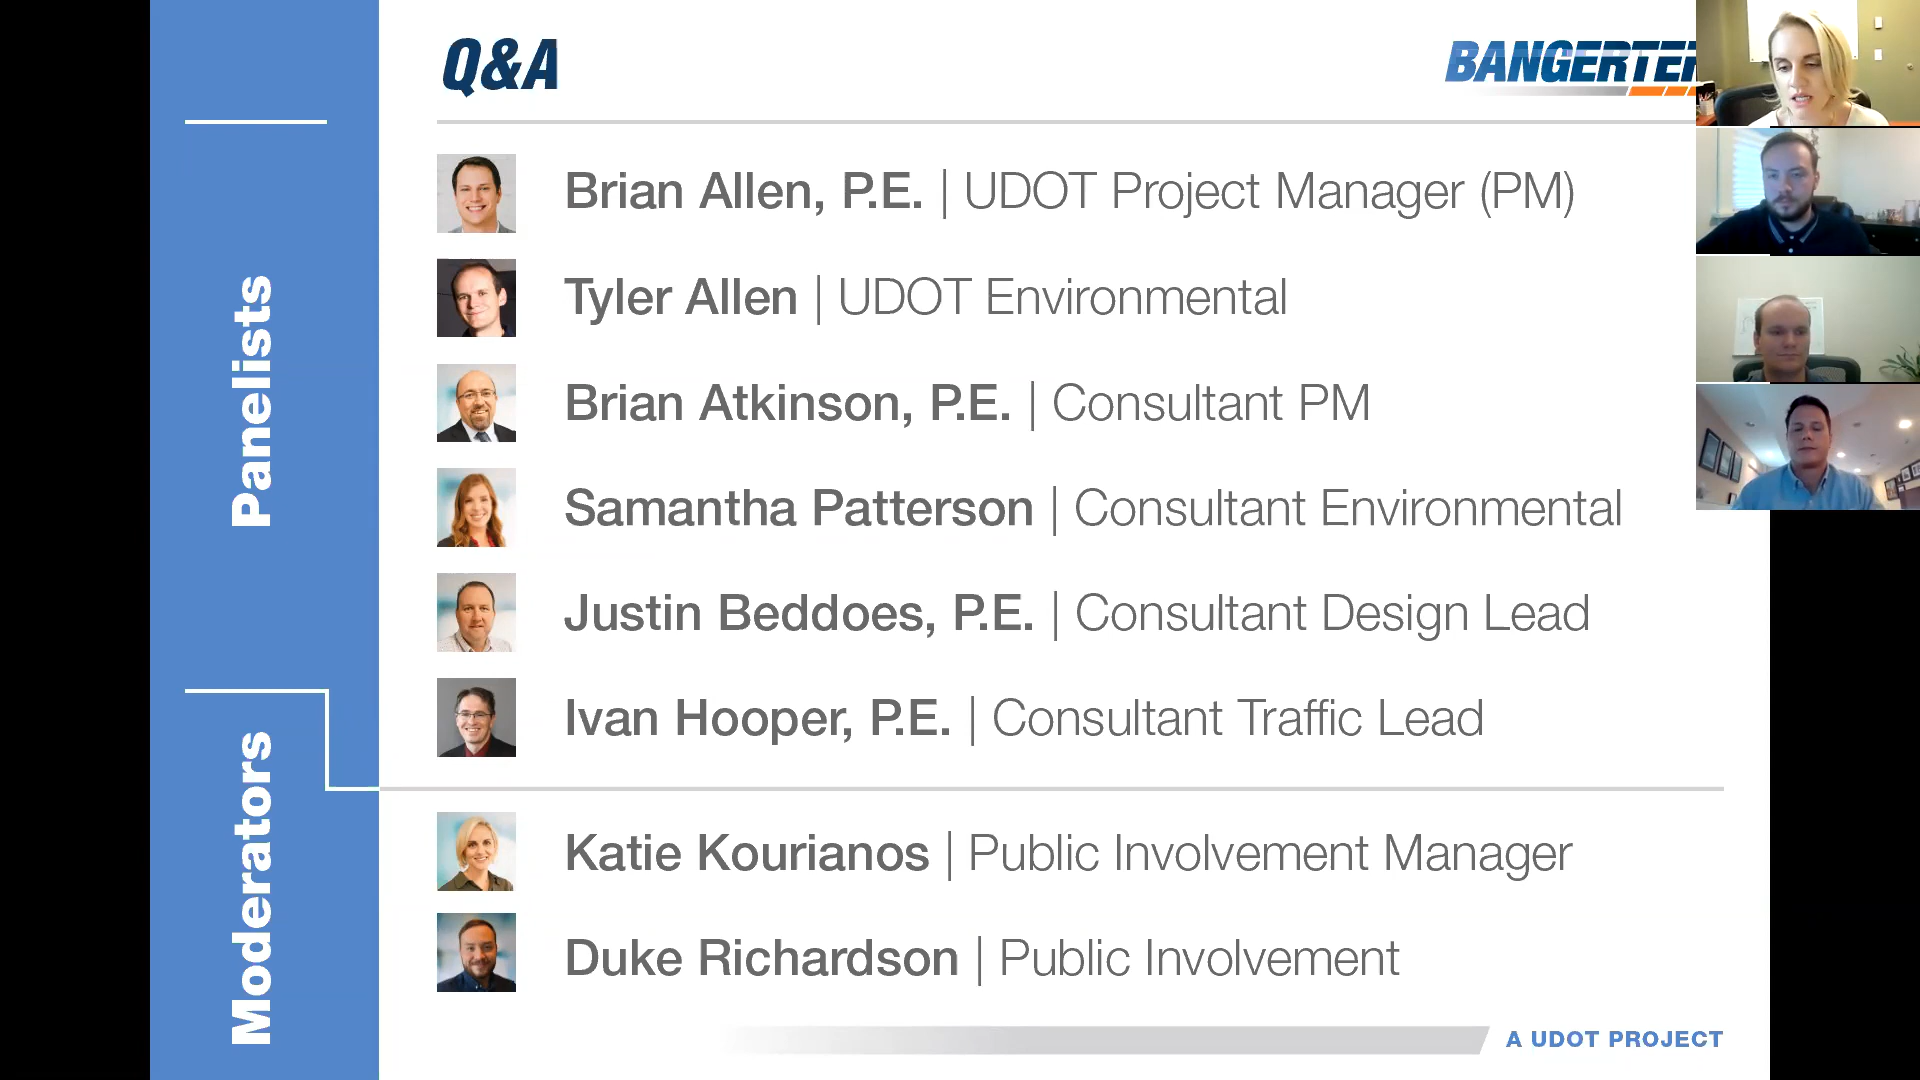 Q&A
BANGERTER
Panelists
Brian Allen, P.E. | UDOT Project Manager (PM)
Tyler Allen | UDOT Environmental
Brian Atkinson, P.E. | Consultant PM
Samantha Patterson | Consultant Environmental
Justin Beddoes, P.E. | Consultant Design Lead
Ivan Hooper, P.E. | Consultant Traffic Lead
Moderators
Katie Kourianos | Public Involvement Manager
Duke Richardson | Public Involvement
A UDOT PROJECT